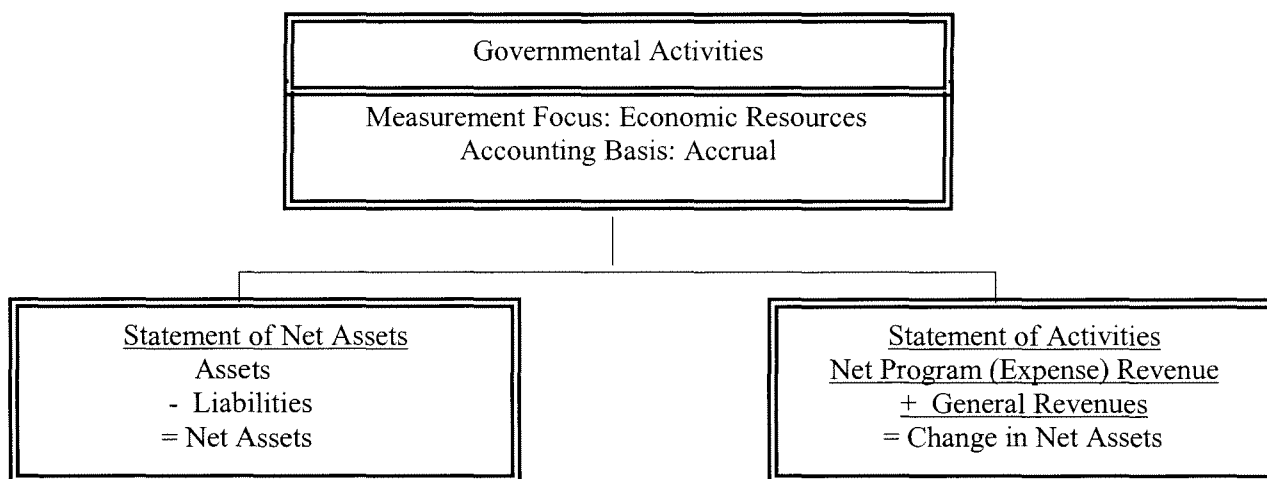 Governmental Activities
Measurement Focus: Economic Resources
Accounting Basis: Accrual
Statement of Net Assets
Assets
- Liabilities
= Net Assets
Statement of Activities
Net Program (Expense) Revenue
+ General Revenues
= Change in Net Assets